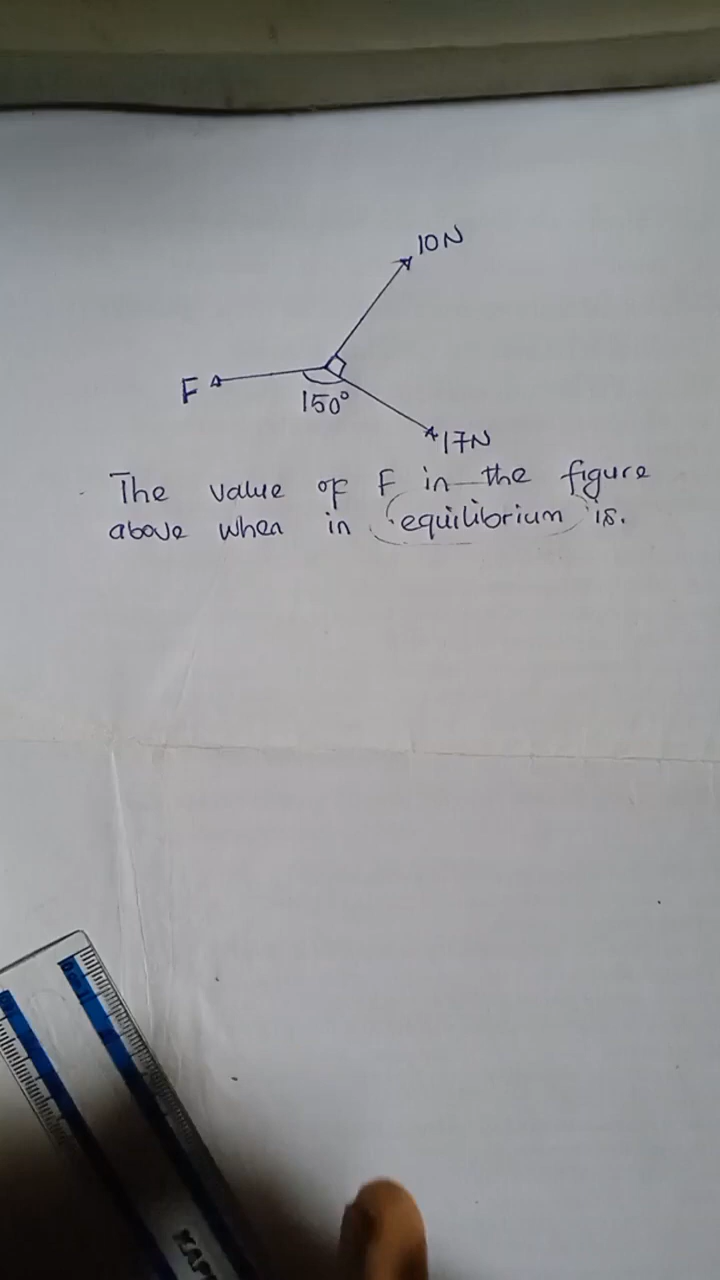 10N
F
150°
17N
The value of F in the figure
above when in equilibrium is.